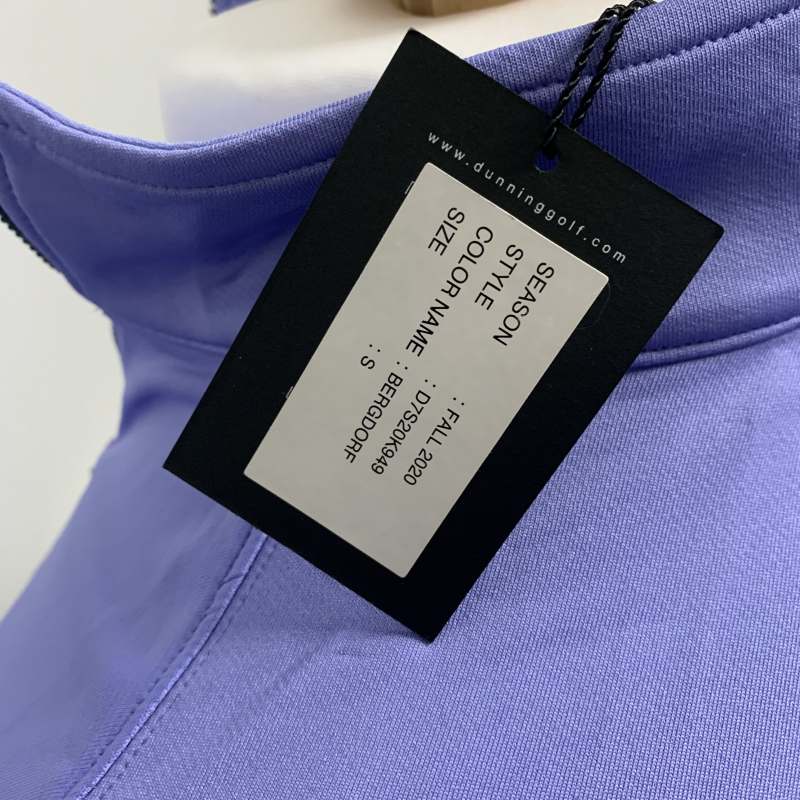 www.dunninggolf.com
SEASON : FALL 2020
STYLE : D7S20K949
COLOR NAME : BERGDORF
SIZE : S